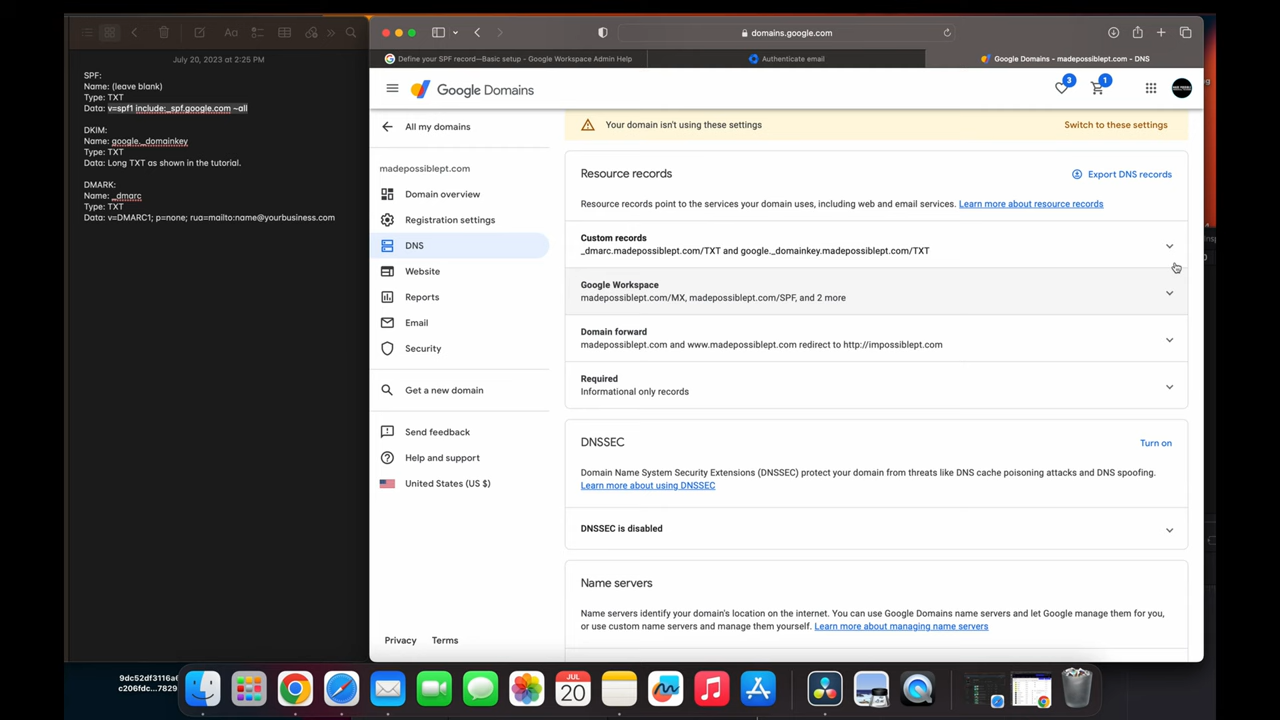 July 20, 2023 at 2:25 PM
SPF:
Name: (leave blank)
Type: TXT
Data: v=spf1 include:_spf.google.com ~all
DKIM:
Name: google._domainkey
Type: TXT
Data: Long TXT as shown in the tutorial.
DMARK:
Name: _dmarc
Type: TXT
Data: v=DMARC1; p=none; rua=mailto:name@yourbusiness.com
domains.google.com
Define your SPF record—Basic setup - Google Workspace Admin Help
Authenticate email
Google Domains - madepossiblept.com - DNS
Google Domains
3
1
All my domains
madepossiblept.com
Domain overview
Registration settings
DNS
Website
Reports
Email
Security
Get a new domain
Send feedback
Help and support
United States (US $)
Privacy Terms
Your domain isn't using these settings
Switch to these settings
Resource records
Export DNS records
Resource records point to the services your domain uses, including web and email services. Learn more about resource records
Custom records
_dmarc.madepossiblept.com/TXT and google._domainkey.madepossiblept.com/TXT
Google Workspace
madepossiblept.com/MX, madepossiblept.com/SPF, and 2 more
Domain forward
madepossiblept.com and www.madepossiblept.com redirect to http://impossiblept.com
Required
Informational only records
DNSSEC
Turn on
Domain Name System Security Extensions (DNSSEC) protect your domain from threats like DNS cache poisoning attacks and DNS spoofing.
Learn more about using DNSSEC
DNSSEC is disabled
Name servers
Name servers identify your domain's location on the internet. You can use Google Domains name servers and let Google manage them for you,
or use custom name servers and manage them yourself. Learn more about managing name servers
9dc52df3116a6
c206fdc...7829
JUL
20